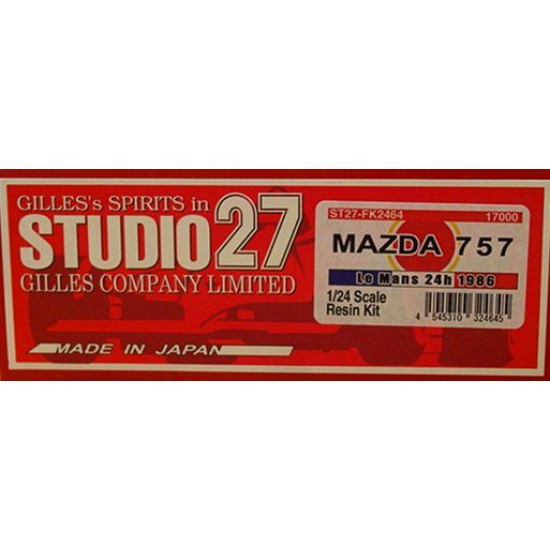 GILLES's SPIRITS in
STUDIO27
GILLES COMPANY LIMITED
MADE IN JAPAN
ST27-FK2464 17000
MAZDA 757
Le Mans 24h 1986
1/24 Scale
Resin Kit
4 545310 324645